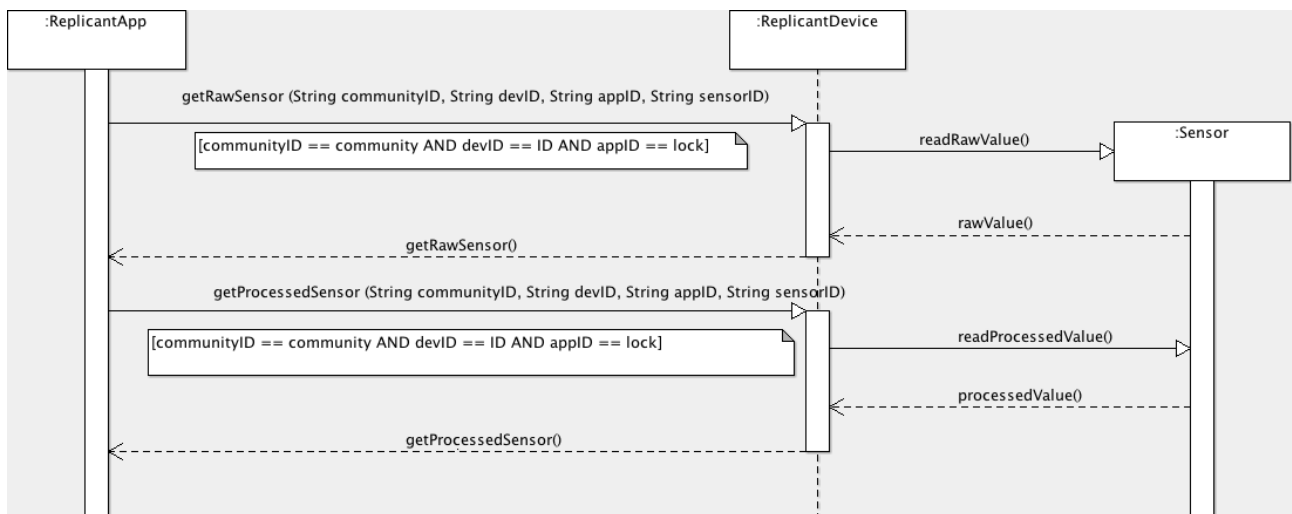 :ReplicantApp
:ReplicantDevice
getRawSensor (String communityID, String devID, String appID, String sensorID)
[communityID == community AND devID == ID AND appID == lock]
readRawValue()
:Sensor
rawValue()
getRawSensor()
getProcessedSensor (String communityID, String devID, String appID, String sensorID)
[communityID == community AND devID == ID AND appID == lock]
readProcessedValue()
processedValue()
getProcessedSensor()